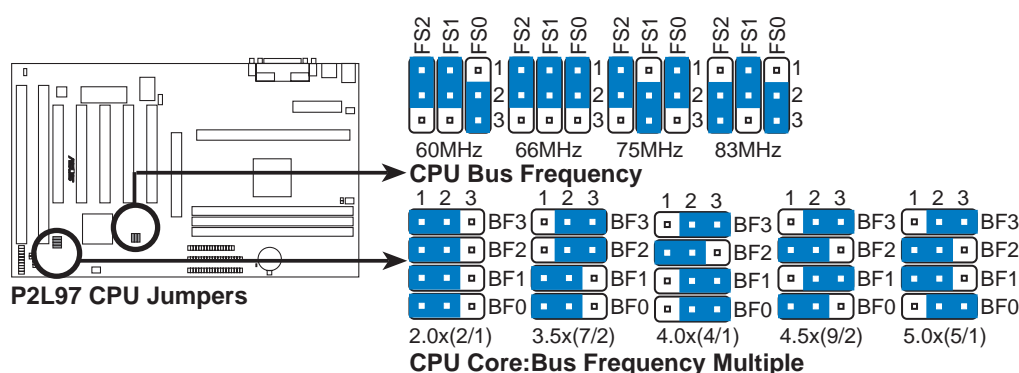 FS2 FS1 FS0 FS2 FS1 FS0 FS2 FS1 FS0 FS2 FS1 FS0
1 1 1 1
2 2 2 2
3 3 3 3
60MHz 66MHz 75MHz 83MHz
CPU Bus Frequency
ASUS
1 2 3 1 2 3 1 2 3 1 2 3 1 2 3
BF3 BF3 BF3 BF3 BF3
BF2 BF2 BF2 BF2 BF2
BF1 BF1 BF1 BF1 BF1
BF0 BF0 BF0 BF0 BF0
2.0x(2/1) 3.5x(7/2) 4.0x(4/1) 4.5x(9/2) 5.0x(5/1)
P2L97 CPU Jumpers
CPU Core:Bus Frequency Multiple